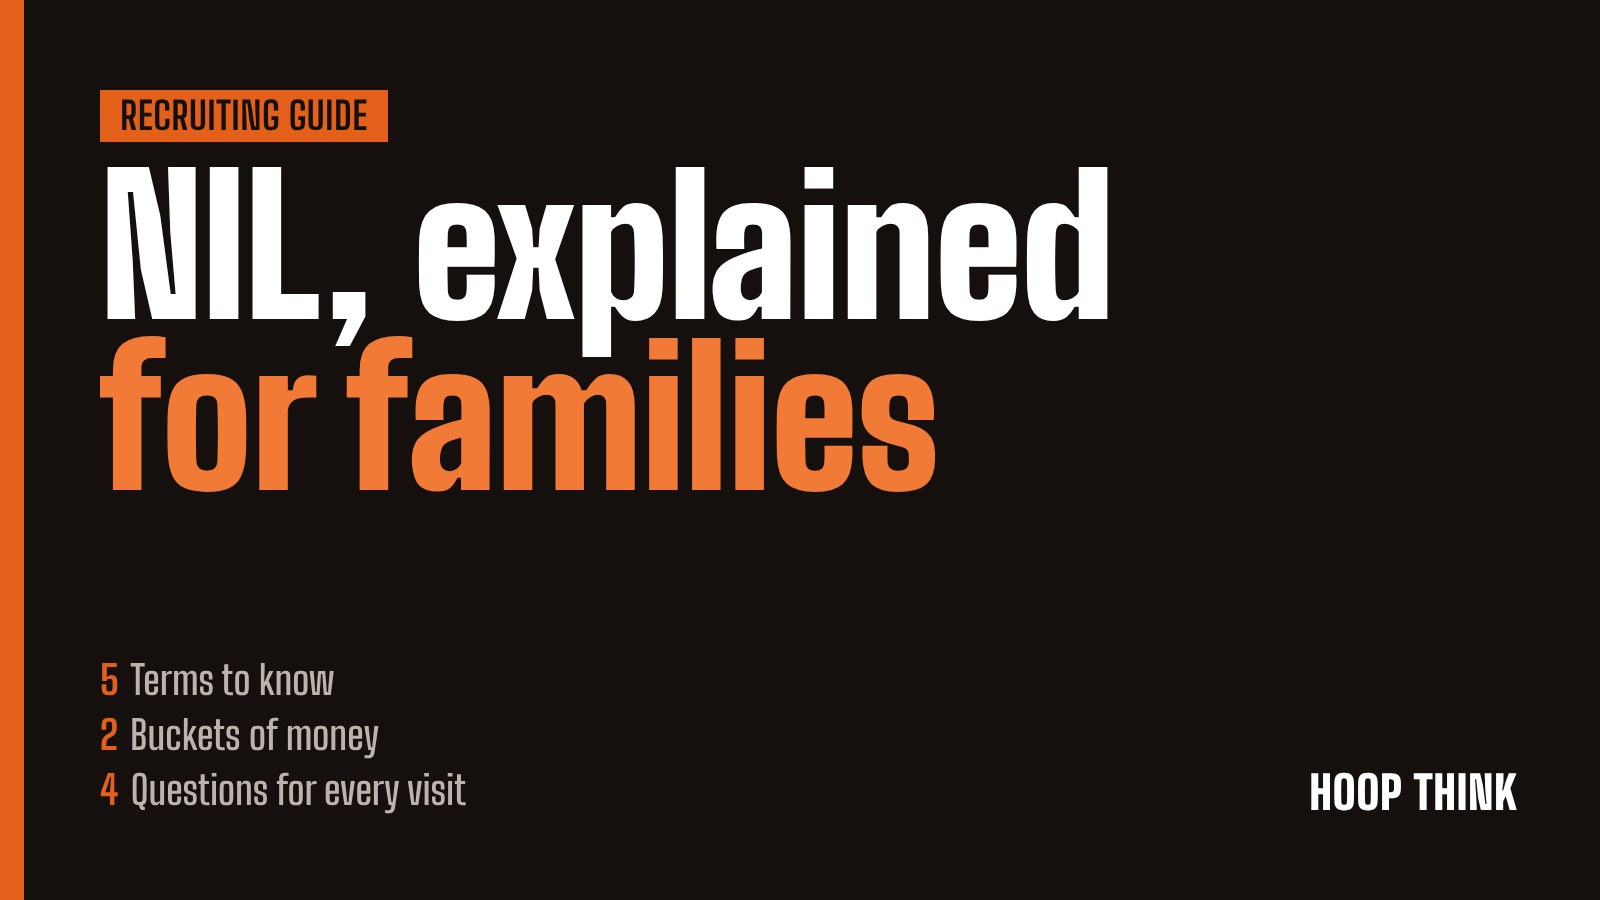 RECRUITING GUIDE
NIL, explained
for families
5 Terms to know
2 Buckets of money
4 Questions for every visit
HOOP THINK